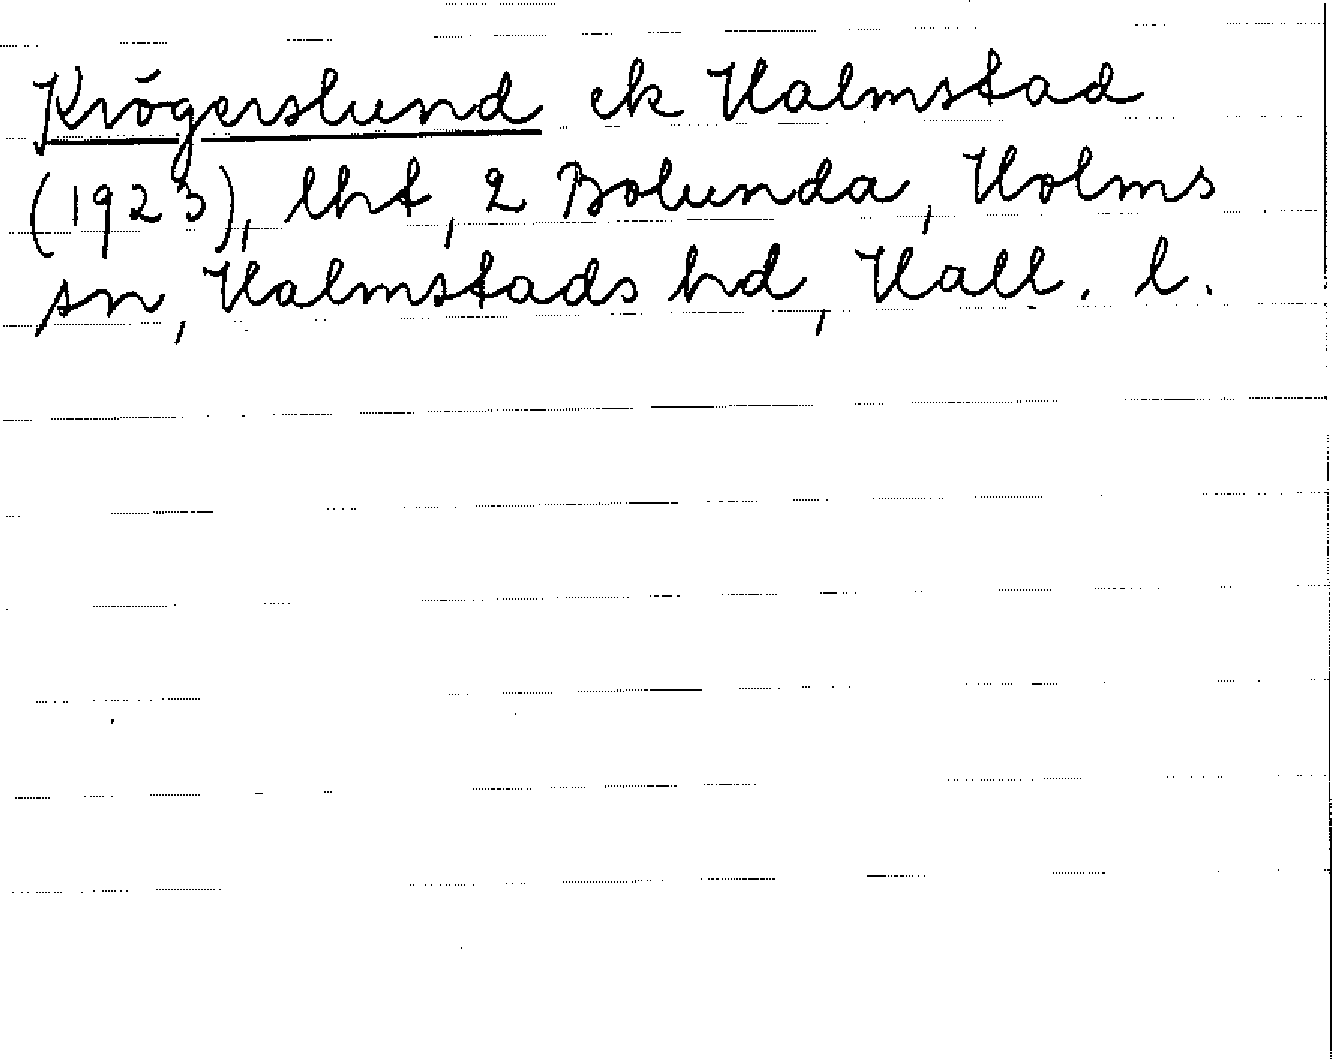 Krögerslund ek Halmstad
(1923), lht, 2 Bolunda, Holms
sn, Halmstads hd, Hall. l.